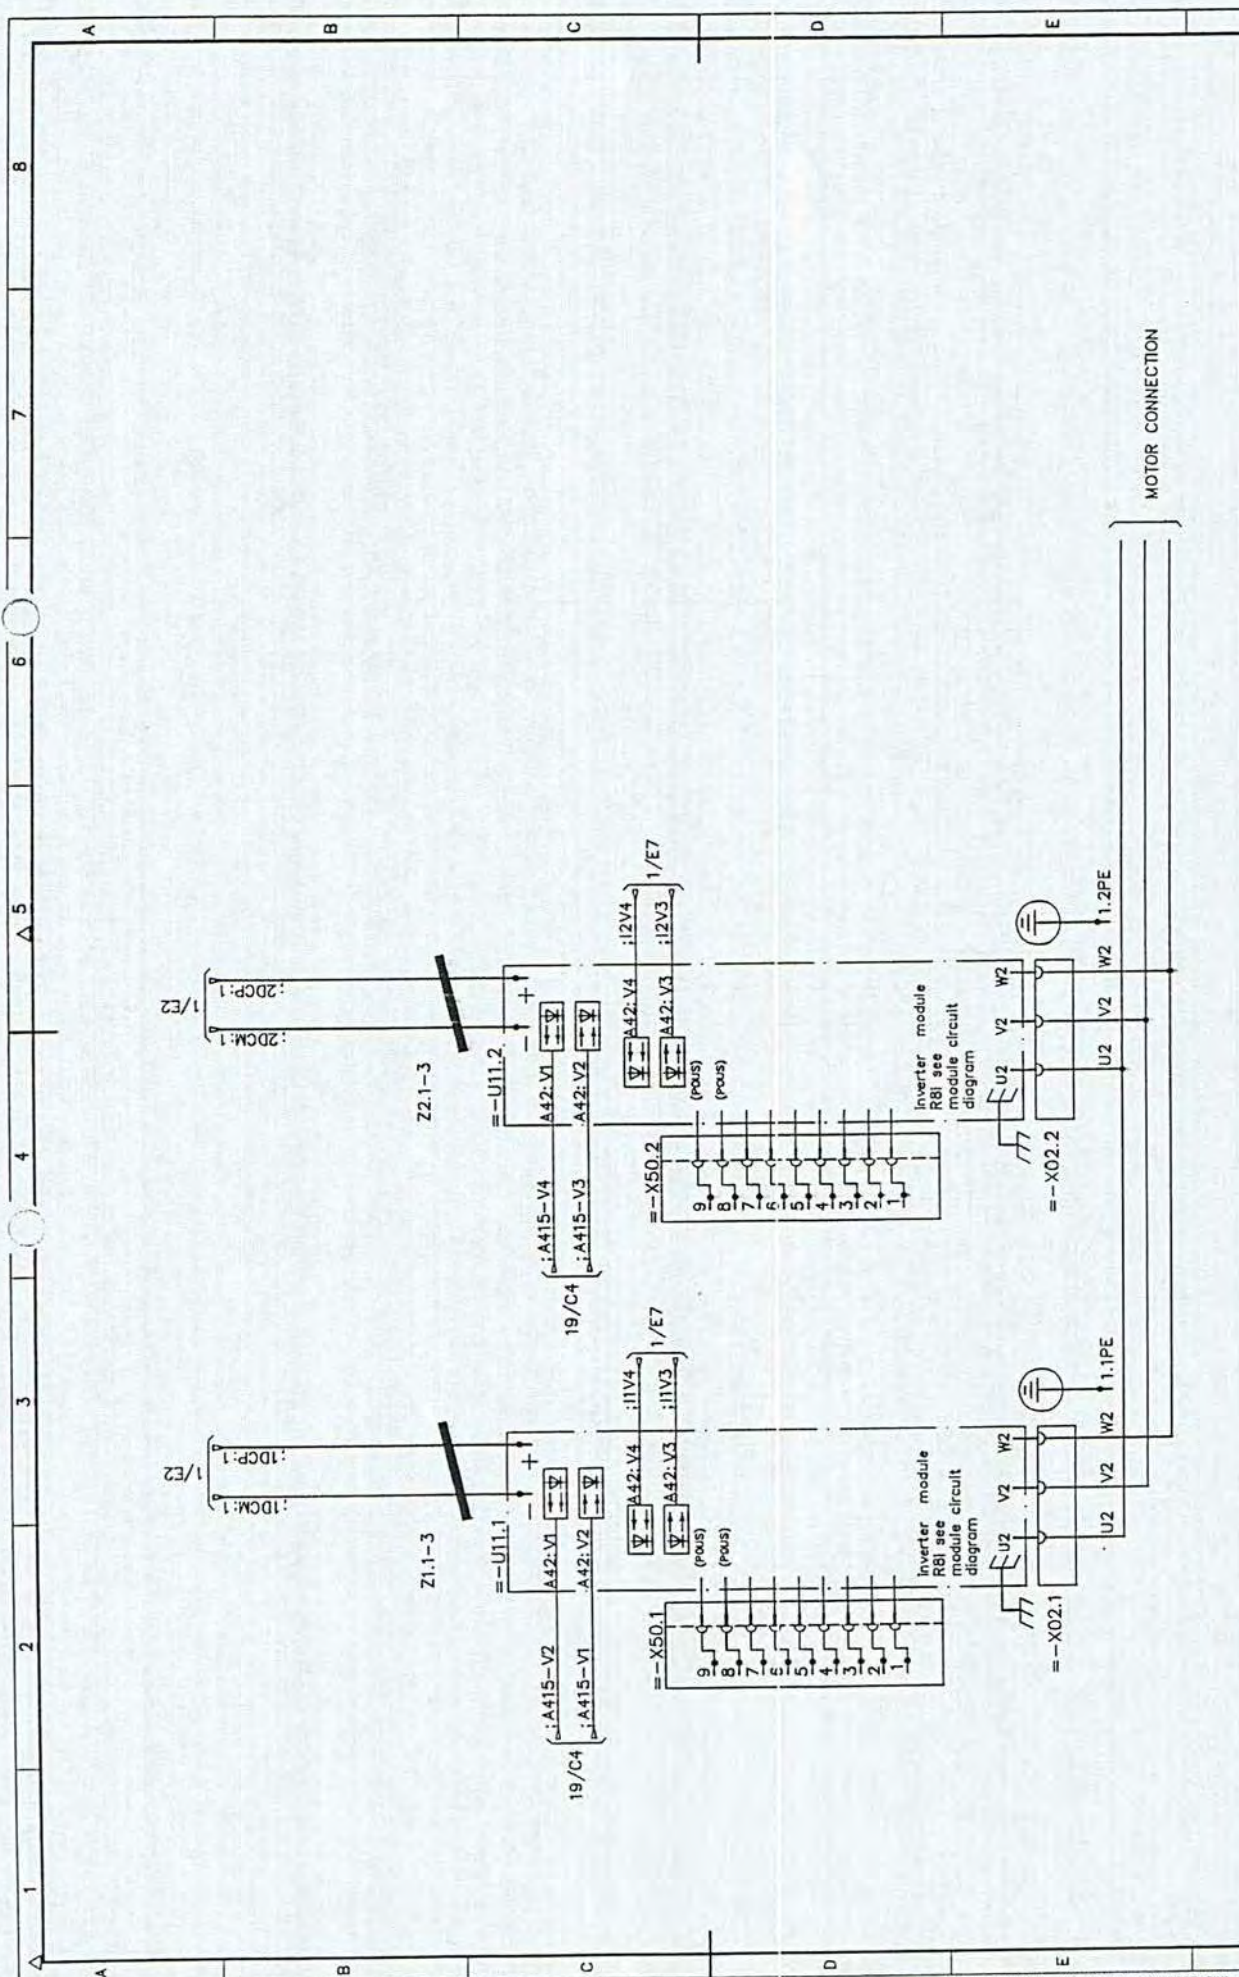 1 2 3 4 5 6 7 8
A
B
C
D
E
A
B
C
D
E
1/E2
;1DCM:1
;1DCP:1
Z1.1-3
=-U11.1
- +
;A415-V2
A42:V1
;A415-V1
A42:V2
19/C4
A42:V4
;I1V4
A42:V3
;I1V3
1/E7
(POUS)
(POUS)
=-X50.1
9
8
7
6
5
4
3
2
1
Inverter module
R8i see
module circuit
diagram
U2 V2 W2
=-X02.1
U2 V2 W2
1.1PE
1/E2
;2DCM:1
;2DCP:1
Z2.1-3
=-U11.2
- +
;A415-V4
A42:V1
;A415-V3
A42:V2
19/C4
A42:V4
;I2V4
A42:V3
;I2V3
1/E7
(POUS)
(POUS)
=-X50.2
9
8
7
6
5
4
3
2
1
Inverter module
R8i see
module circuit
diagram
U2 V2 W2
=-X02.2
U2 V2 W2
1.2PE
MOTOR CONNECTION